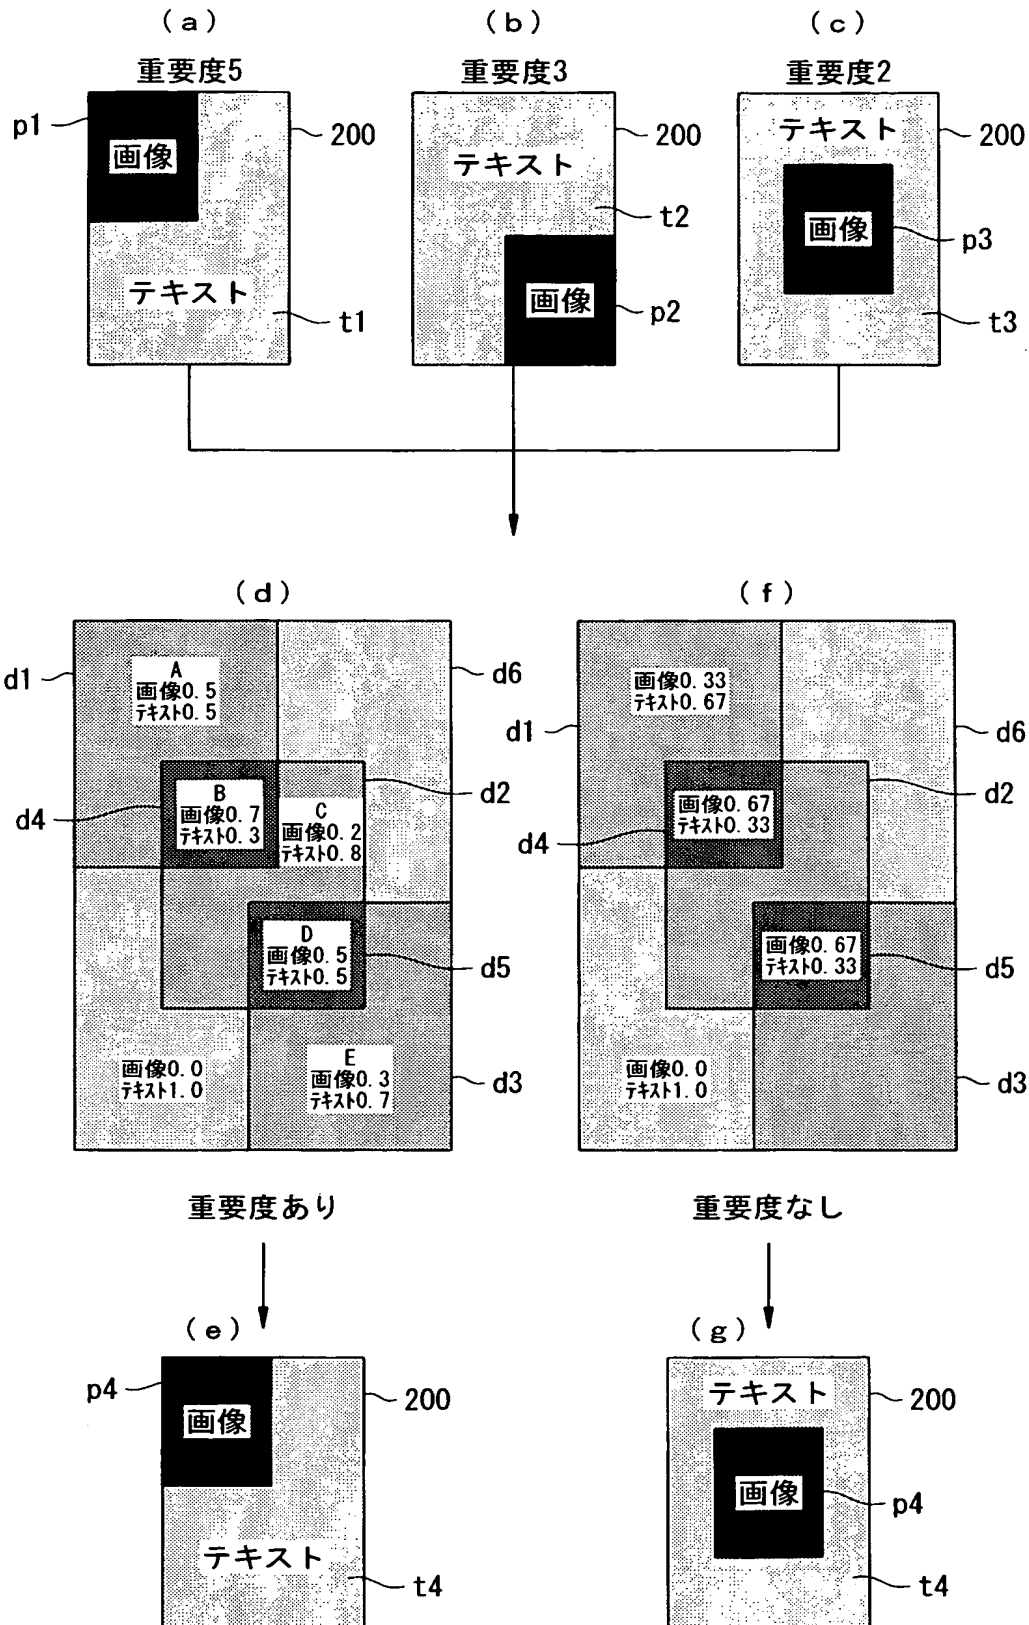 (a)
重要度5
p1
200
画像
テキスト
t1
(b)
重要度3
200
テキスト
t2
画像
p2
(c)
重要度2
テキスト
200
画像
p3
t3
(d)
d1
d6
A
画像0.5
テキスト0.5
d2
d4
B
画像0.7
テキスト0.3
C
画像0.2
テキスト0.8
D
画像0.5
テキスト0.5
d5
画像0.0
テキスト1.0
E
画像0.3
テキスト0.7
d3
重要度あり
(f)
画像0.33
テキスト0.67
d1
d6
d2
画像0.67
テキスト0.33
d4
画像0.67
テキスト0.33
d5
画像0.0
テキスト1.0
d3
重要度なし
(e)
p4
200
画像
テキスト
t4
(g)
テキスト
200
画像
p4
t4